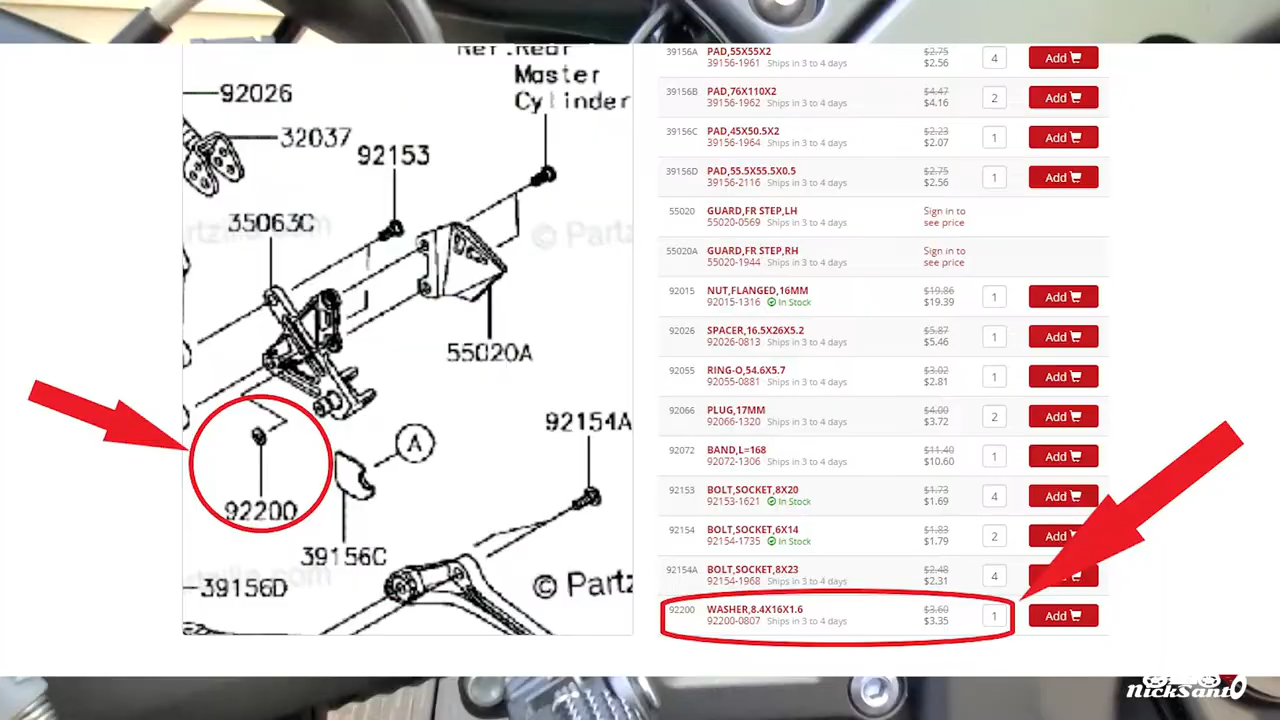 Ref.Rear
Master
Cylinder
92026
32037
92153
35063C
© Partz
55020A
92154A
A
92200
39156C
39156D
© Partz
39156A PAD,55X55X2 $2.75
39156-1961 Ships in 3 to 4 days $2.56 4 Add
39156B PAD,76X110X2 $4.47
39156-1962 Ships in 3 to 4 days $4.16 2 Add
39156C PAD,45X50.5X2 $2.23
39156-1964 Ships in 3 to 4 days $2.07 1 Add
39156D PAD,55.5X55.5X0.5 $2.75
39156-2116 Ships in 3 to 4 days $2.56 1 Add
55020 GUARD,FR STEP,LH Sign in to
55020-0569 Ships in 3 to 4 days see price
55020A GUARD,FR STEP,RH Sign in to
55020-1944 Ships in 3 to 4 days see price
92015 NUT,FLANGED,16MM $19.86
92015-1316 In Stock $19.39 1 Add
92026 SPACER,16.5X26X5.2 $5.87
92026-0813 Ships in 3 to 4 days $5.46 1 Add
92055 RING-O,54.6X5.7 $3.02
92055-0881 Ships in 3 to 4 days $2.81 1 Add
92066 PLUG,17MM $4.00
92066-1320 Ships in 3 to 4 days $3.72 2 Add
92072 BAND,L=168 $11.40
92072-1306 Ships in 3 to 4 days $10.60 1 Add
92153 BOLT,SOCKET,8X20 $1.73
92153-1621 In Stock $1.69 4 Add
92154 BOLT,SOCKET,6X14 $1.83
92154-1735 In Stock $1.79 2 Add
92154A BOLT,SOCKET,8X23 $2.48
92154-1968 Ships in 3 to 4 days $2.31 4
92200 WASHER,8.4X16X1.6 $3.60
92200-0807 Ships in 3 to 4 days $3.35 1 Add
NickSanto